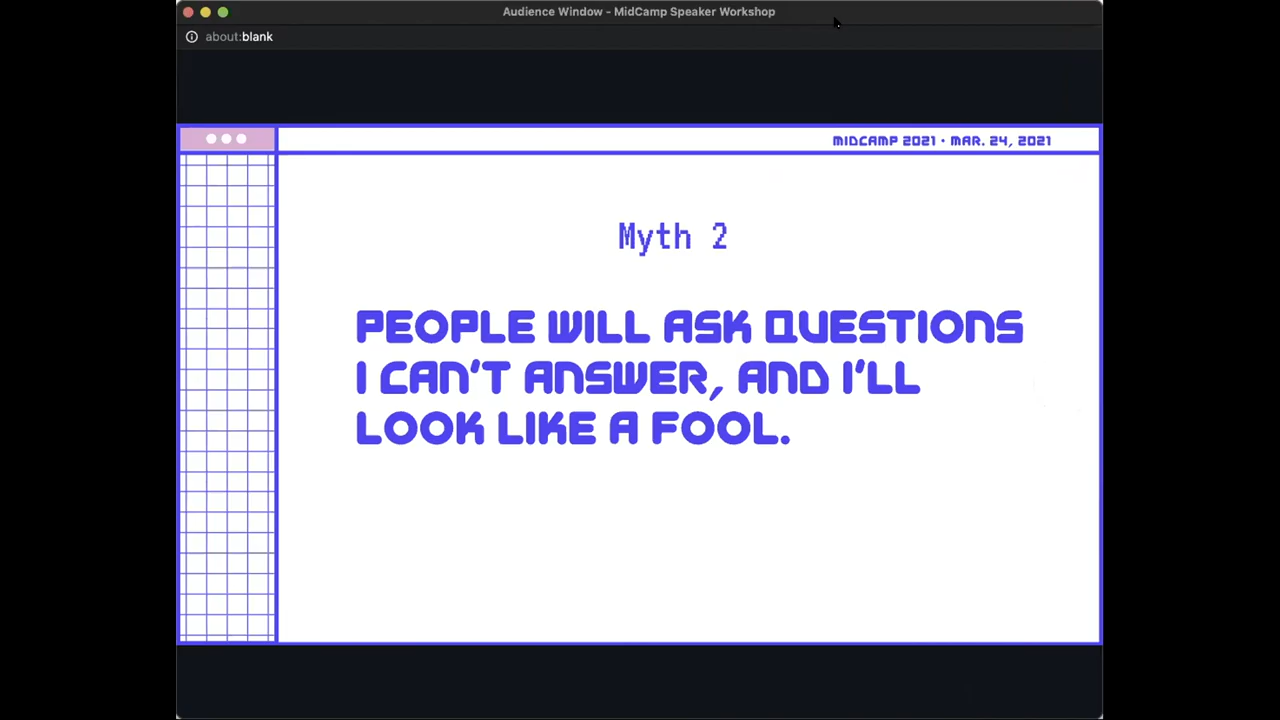 Audience Window - MidCamp Speaker Workshop
about:blank
MIDCAMP 2021 · MAR. 24, 2021
Myth 2
PEOPLE WILL ASK QUESTIONS
I CAN'T ANSWER, AND I'LL
LOOK LIKE A FOOL.